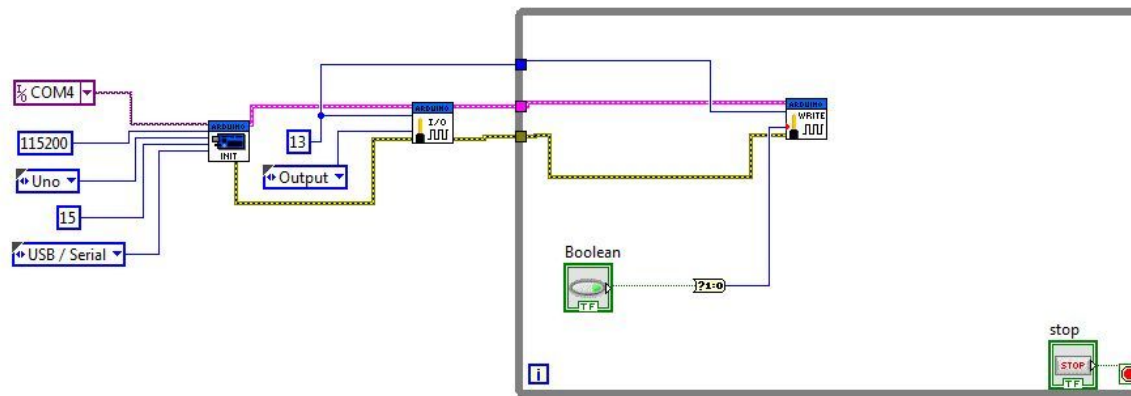 I/O COM4
115200
Uno
15
USB / Serial
ARDUINO
INIT
13
Output
ARDUINO
I/O
ARDUINO
WRITE
Boolean
TF
?1:0
i
stop
STOP
TF